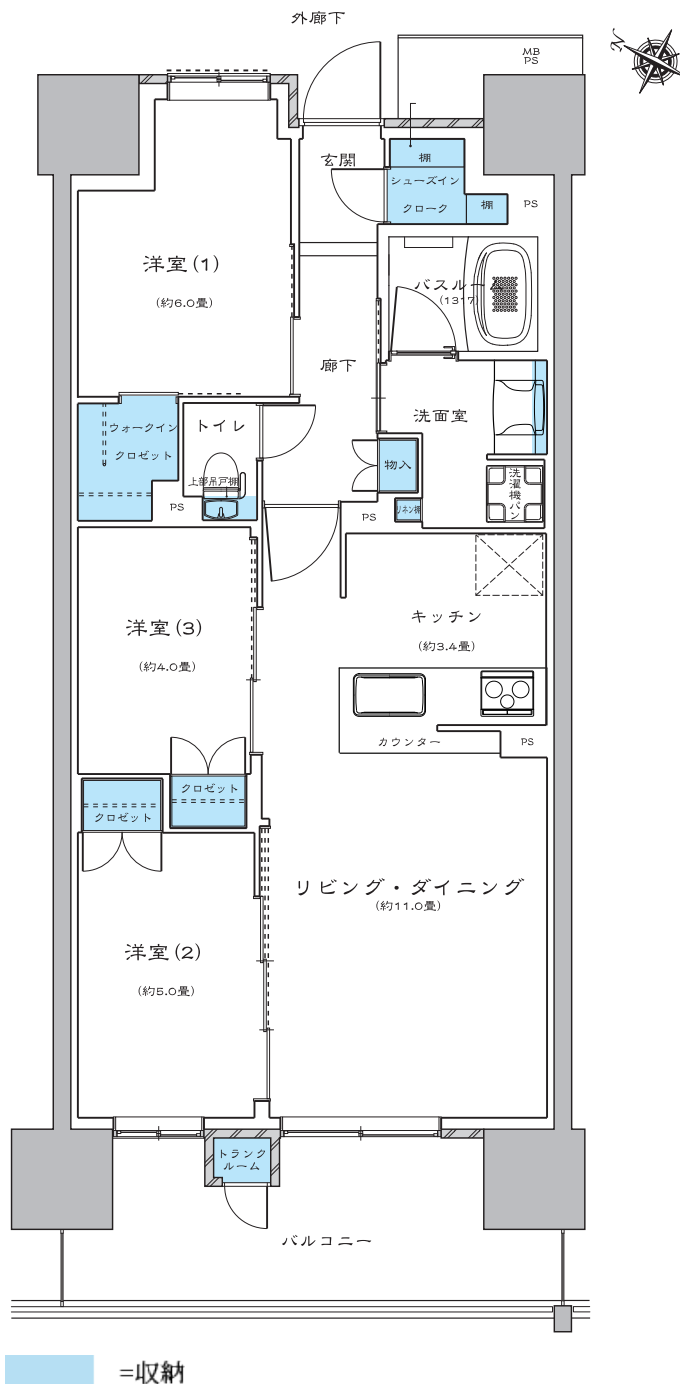 外廊下
N
MB
PS
玄関
棚
シューズイン
クローク
棚
PS
洋室(1)
(約6.0畳)
バスルーム
(1317)
廊下
洗面室
ウォークイン
クロゼット
トイレ
上部吊戸棚
物入
洗濯機パン
PS
PS
リネン棚
洋室(3)
(約4.0畳)
キッチン
(約3.4畳)
カウンター
PS
クロゼット
クロゼット
リビング・ダイニング
(約11.0畳)
洋室(2)
(約5.0畳)
トランク
ルーム
バルコニー
=収納